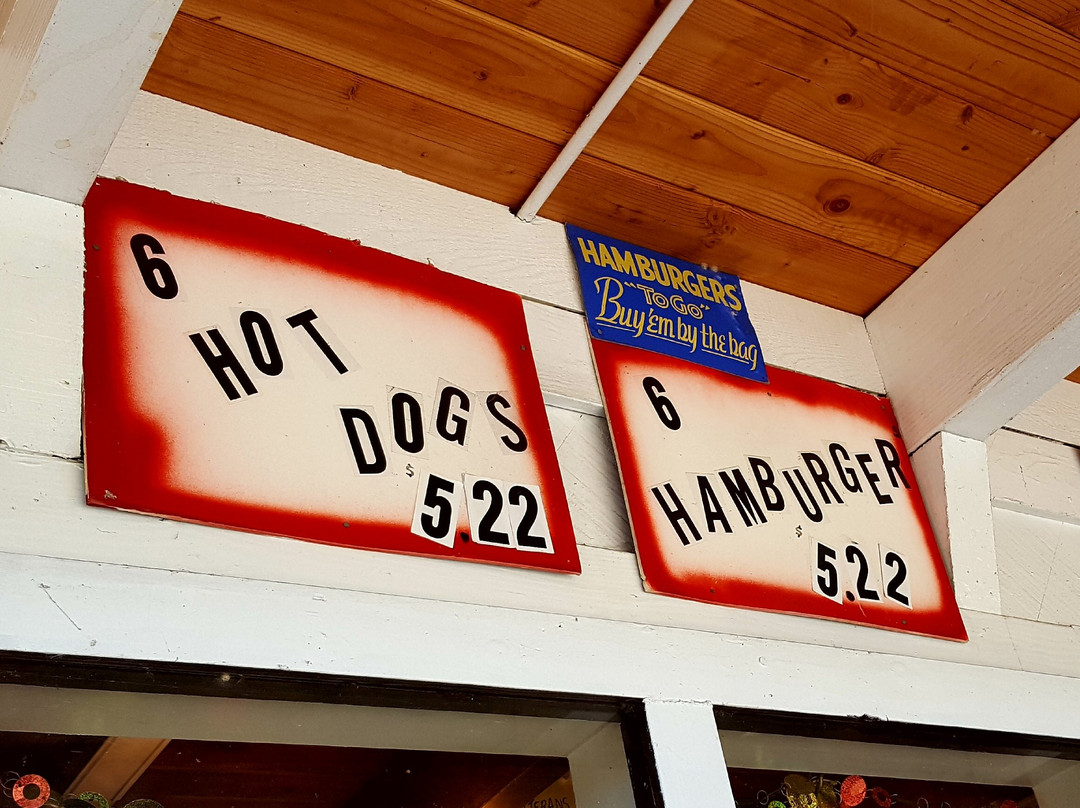 6
HOT
DOGS
$
5.22
HAMBURGERS
"TO GO"
Buy 'em by the bag
6
HAMBURGER
$
5.22